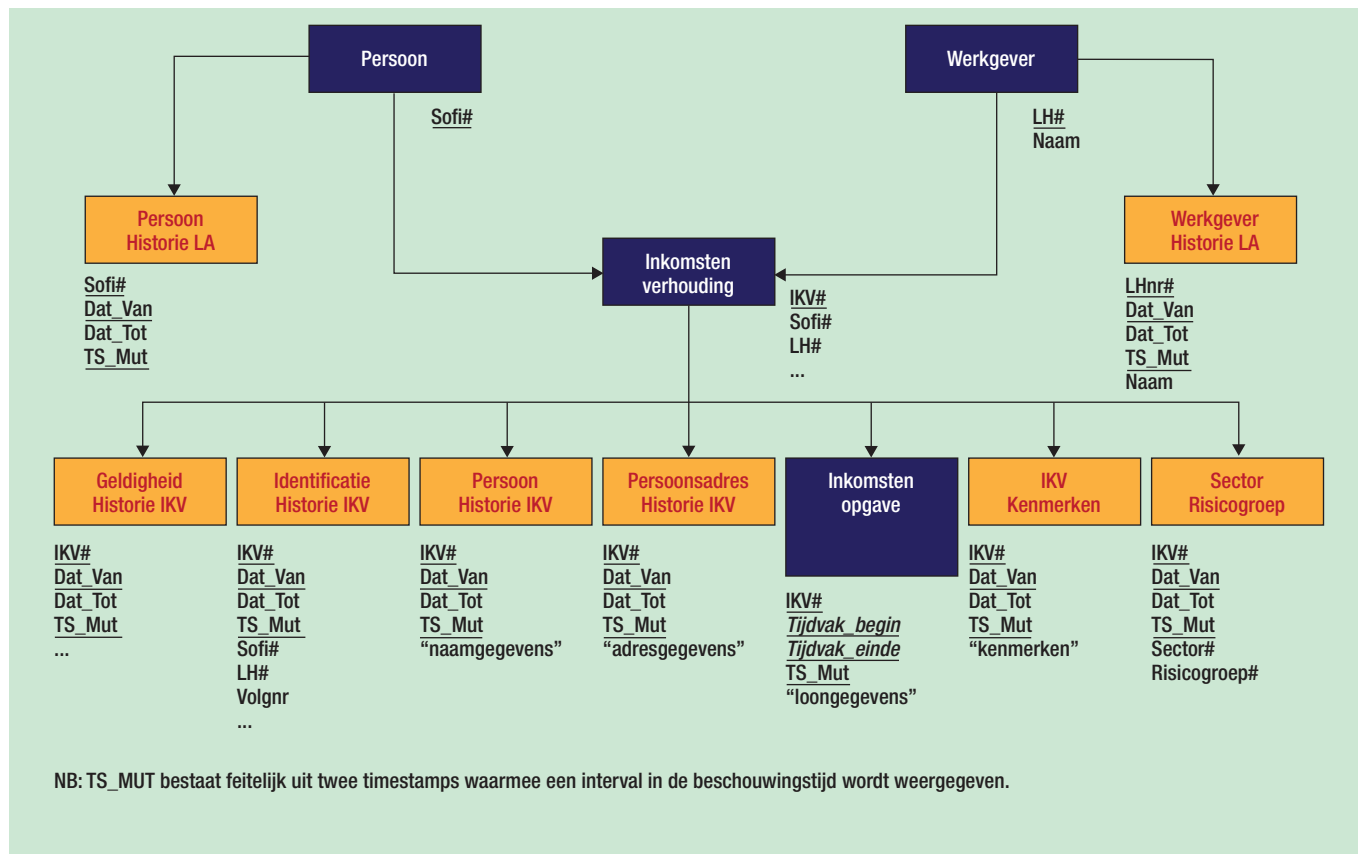 Persoon
Werkgever
Sofi#
LH#
Naam
Persoon
Historie LA
Werkgever
Historie LA
Inkomsten
verhouding
Sofi#
Dat_Van
Dat_Tot
TS_Mut
IKV#
Sofi#
LH#
...
LHnr#
Dat_Van
Dat_Tot
TS_Mut
Naam
Geldigheid
Historie IKV
Identificatie
Historie IKV
Persoon
Historie IKV
Persoonsadres
Historie IKV
Inkomsten
opgave
IKV
Kenmerken
Sector
Risicogroep
IKV#
Dat_Van
Dat_Tot
TS_Mut
...
IKV#
Dat_Van
Dat_Tot
TS_Mut
Sofi#
LH#
Volgnr
...
IKV#
Dat_Van
Dat_Tot
TS_Mut
“naamgegevens”
IKV#
Dat_Van
Dat_Tot
TS_Mut
“adresgegevens”
IKV#
Tijdvak_begin
Tijdvak_einde
TS_Mut
“loongegevens”
IKV#
Dat_Van
Dat_Tot
TS_Mut
“kenmerken”
IKV#
Dat_Van
Dat_Tot
TS_Mut
Sector#
Risicogroep#
NB: TS_MUT bestaat feitelijk uit twee timestamps waarmee een interval in de beschouwingstijd wordt weergegeven.